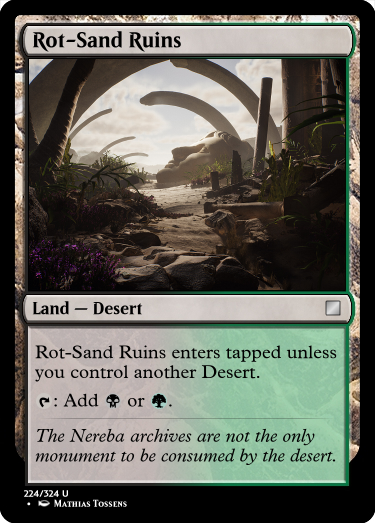 Rot-Sand Ruins
Land — Desert
Rot-Sand Ruins enters tapped unless
you control another Desert.
: Add or .
The Nereba archives are not the only
monument to be consumed by the desert.
224/324 U
• Mathias Tossens